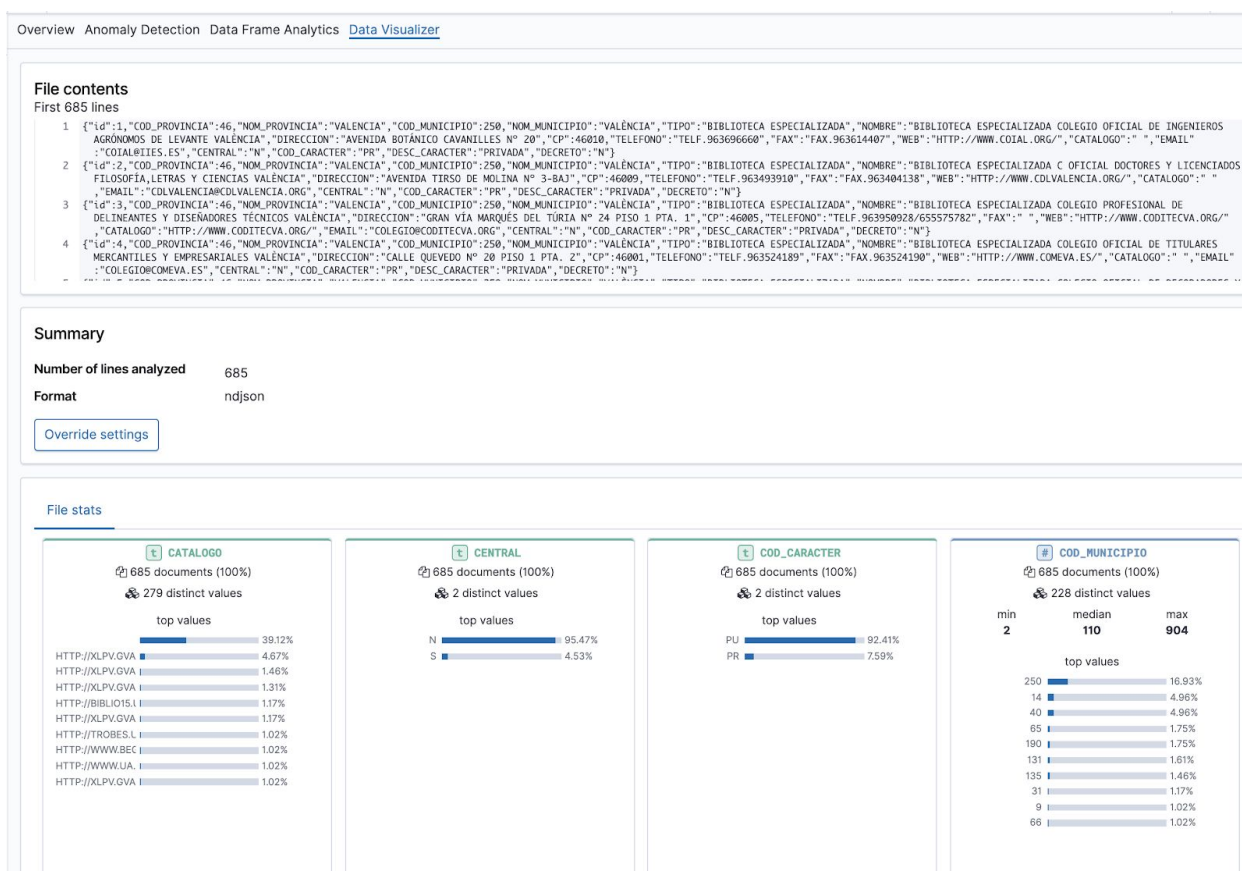 Overview Anomaly Detection Data Frame Analytics Data Visualizer
File contents
First 685 lines
1 {"id":1,"COD_PROVINCIA":46,"NOM_PROVINCIA":"VALENCIA","COD_MUNICIPIO":250,"NOM_MUNICIPIO":"VALÈNCIA","TIPO":"BIBLIOTECA ESPECIALIZADA","NOMBRE":"BIBLIOTECA ESPECIALIZADA COLEGIO OFICIAL DE INGENIEROS
AGRÓNOMOS DE LEVANTE VALÈNCIA","DIRECCION":"AVENIDA BOTÁNICO CAVANILLES Nº 20","CP":46010,"TELEFONO":"TELF.963696660","FAX":"FAX.963614407","WEB":"HTTP://WWW.COIAL.ORG/","CATALOGO":" ","EMAIL"
:"COIAL@IIES.ES","CENTRAL":"N","COD_CARACTER":"PR","DESC_CARACTER":"PRIVADA","DECRETO":"N"}
2 {"id":2,"COD_PROVINCIA":46,"NOM_PROVINCIA":"VALENCIA","COD_MUNICIPIO":250,"NOM_MUNICIPIO":"VALÈNCIA","TIPO":"BIBLIOTECA ESPECIALIZADA","NOMBRE":"BIBLIOTECA ESPECIALIZADA C OFICIAL DOCTORES Y LICENCIADOS
FILOSOFÍA,LETRAS Y CIENCIAS VALÈNCIA","DIRECCION":"AVENIDA TIRSO DE MOLINA Nº 3-BAJ","CP":46009,"TELEFONO":"TELF.963493910","FAX":"FAX.963404138","WEB":"HTTP://WWW.CDLVALENCIA.ORG/","CATALOGO":" "
,"EMAIL":"CDLVALENCIA@CDLVALENCIA.ORG","CENTRAL":"N","COD_CARACTER":"PR","DESC_CARACTER":"PRIVADA","DECRETO":"N"}
3 {"id":3,"COD_PROVINCIA":46,"NOM_PROVINCIA":"VALENCIA","COD_MUNICIPIO":250,"NOM_MUNICIPIO":"VALÈNCIA","TIPO":"BIBLIOTECA ESPECIALIZADA","NOMBRE":"BIBLIOTECA ESPECIALIZADA COLEGIO PROFESIONAL DE
DELINEANTES Y DISEÑADORES TÉCNICOS VALÈNCIA","DIRECCION":"GRAN VÍA MARQUÉS DEL TÚRIA Nº 24 PISO 1 PTA. 1","CP":46005,"TELEFONO":"TELF.963950928/655575782","FAX":" ","WEB":"HTTP://WWW.CODITECVA.ORG/"
,"CATALOGO":"HTTP://WWW.CODITECVA.ORG/","EMAIL":"COLEGIO@CODITECVA.ORG","CENTRAL":"N","COD_CARACTER":"PR","DESC_CARACTER":"PRIVADA","DECRETO":"N"}
4 {"id":4,"COD_PROVINCIA":46,"NOM_PROVINCIA":"VALENCIA","COD_MUNICIPIO":250,"NOM_MUNICIPIO":"VALÈNCIA","TIPO":"BIBLIOTECA ESPECIALIZADA","NOMBRE":"BIBLIOTECA ESPECIALIZADA COLEGIO OFICIAL DE TITULARES
MERCANTILES Y EMPRESARIALES VALÈNCIA","DIRECCION":"CALLE QUEVEDO Nº 20 PISO 1 PTA. 2","CP":46001,"TELEFONO":"TELF.963524189","FAX":"FAX.963524190","WEB":"HTTP://WWW.COMEVA.ES/","CATALOGO":" ","EMAIL"
:"COLEGIO@COMEVA.ES","CENTRAL":"N","COD_CARACTER":"PR","DESC_CARACTER":"PRIVADA","DECRETO":"N"}
Summary
Number of lines analyzed 685
Format ndjson
Override settings
File stats
t CATALOGO
685 documents (100%)
279 distinct values
top values
39.12%
HTTP://XLPV.GVA 4.67%
HTTP://XLPV.GVA 1.46%
HTTP://XLPV.GVA 1.31%
HTTP://BIBLIO15.U 1.17%
HTTP://XLPV.GVA 1.17%
HTTP://TROBES.U 1.02%
HTTP://WWW.BEC 1.02%
HTTP://WWW.UA. 1.02%
HTTP://XLPV.GVA 1.02%
t CENTRAL
685 documents (100%)
2 distinct values
top values
N 95.47%
S 4.53%
t COD_CARACTER
685 documents (100%)
2 distinct values
top values
PU 92.41%
PR 7.59%
# COD_MUNICIPIO
685 documents (100%)
228 distinct values
min median max
2 110 904
top values
250 16.93%
14 4.96%
40 4.96%
65 1.75%
190 1.75%
131 1.61%
135 1.46%
31 1.17%
9 1.02%
66 1.02%